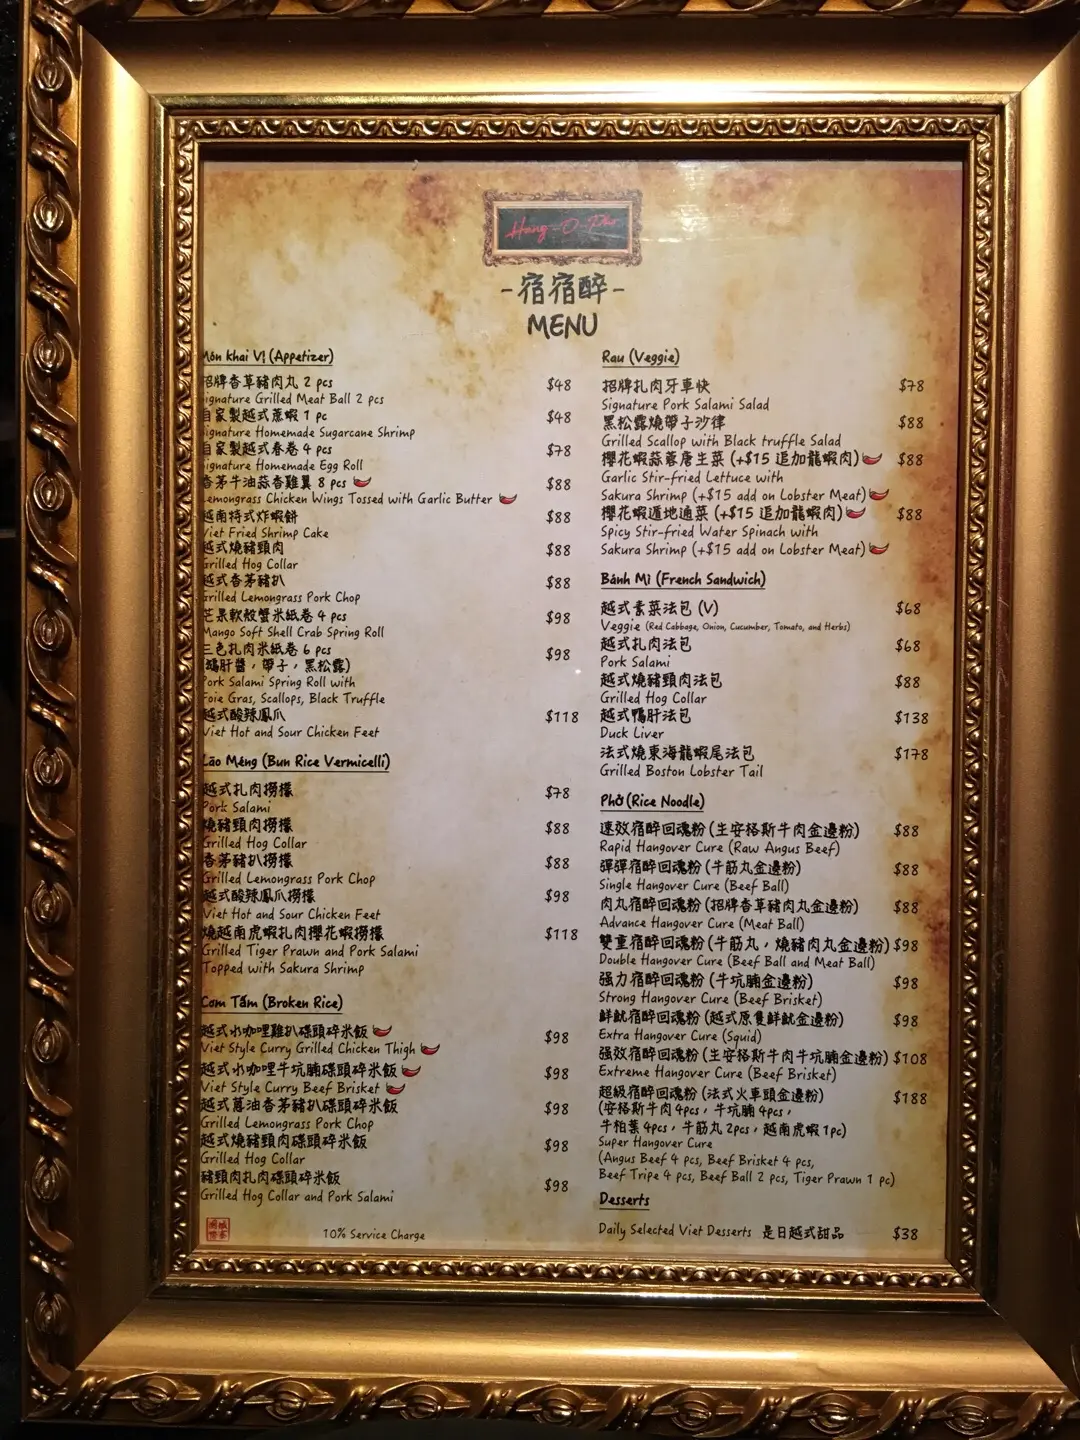 Hang-O-Pho
-宿宿醉-
MENU
Món Khai Vị (Appetizer)
招牌香草豬肉丸 2 pcs $48
Signature Grilled Meat Ball 2 pcs
自家製越式蔗蝦 1 pc $48
Signature Homemade Sugarcane Shrimp
自家製越式春卷 4 pcs $78
Signature Homemade Egg Roll
香茅牛油蒜香雞翼 8 pcs $88
Lemongrass Chicken Wings Tossed with Garlic Butter
越南特式炸蝦餅 $88
Viet Fried Shrimp Cake
越式燒豬頸肉 $88
Grilled Hog Collar
越式香茅豬扒 $88
Grilled Lemongrass Pork Chop
芒果軟殼蟹米紙卷 4 pcs $98
Mango Soft Shell Crab Spring Roll
三色扎肉米紙卷 6 pcs $98
(鵝肝醬，帶子，黑松露)
Pork Salami Spring Roll with
Foie Gras, Scallops, Black Truffle
越式酸辣鳳爪 $118
Viet Hot and Sour Chicken Feet
Lāo Méng (Bun Rice Vermicelli)
越式扎肉撈檬 $78
Pork Salami
燒豬頸肉撈檬 $88
Grilled Hog Collar
香茅豬扒撈檬 $88
Grilled Lemongrass Pork Chop
越式酸辣鳳爪撈檬 $98
Viet Hot and Sour Chicken Feet
燒越南虎蝦扎肉櫻花蝦撈檬 $118
Grilled Tiger Prawn and Pork Salami
Topped with Sakura Shrimp
Cơm Tấm (Broken Rice)
越式水咖哩雞扒碟頭碎米飯 $98
Viet Style Curry Grilled Chicken Thigh
越式水咖哩牛坑腩碟頭碎米飯 $98
Viet Style Curry Beef Brisket
越式蔥油香茅豬扒碟頭碎米飯 $98
Grilled Lemongrass Pork Chop
越式燒豬頸肉碟頭碎米飯 $98
Grilled Hog Collar
豬頸肉扎肉碟頭碎米飯 $98
Grilled Hog Collar and Pork Salami
10% Service Charge
Rau (Veggie)
招牌扎肉牙車快 $78
Signature Pork Salami Salad
黑松露燒帶子沙律 $88
Grilled Scallop with Black truffle Salad
櫻花蝦蒜蓉唐生菜 (+$15 追加龍蝦肉) $88
Garlic Stir-fried Lettuce with
Sakura Shrimp (+$15 add on Lobster Meat)
櫻花蝦遁地通菜 (+$15 追加龍蝦肉) $88
Spicy Stir-fried Water Spinach with
Sakura Shrimp (+$15 add on Lobster Meat)
Bánh Mì (French Sandwich)
越式素菜法包 (V) $68
Veggie (Red Cabbage, Onion, Cucumber, Tomato, and Herbs)
越式扎肉法包 $68
Pork Salami
越式燒豬頸肉法包 $88
Grilled Hog Collar
越式鴨肝法包 $138
Duck Liver
法式燒東海龍蝦尾法包 $178
Grilled Boston Lobster Tail
Phở (Rice Noodle)
速效宿醉回魂粉 (生安格斯牛肉金邊粉) $88
Rapid Hangover Cure (Raw Angus Beef)
彈彈宿醉回魂粉 (牛筋丸金邊粉) $88
Single Hangover Cure (Beef Ball)
肉丸宿醉回魂粉 (招牌香草豬肉丸金邊粉) $88
Advance Hangover Cure (Meat Ball)
雙重宿醉回魂粉 (牛筋丸，燒豬肉丸金邊粉) $98
Double Hangover Cure (Beef Ball and Meat Ball)
强力宿醉回魂粉 (牛坑腩金邊粉) $98
Strong Hangover Cure (Beef Brisket)
鮮魷宿醉回魂粉 (越式原隻鮮魷金邊粉) $98
Extra Hangover Cure (Squid)
强效宿醉回魂粉 (生安格斯牛肉牛坑腩金邊粉) $108
Extreme Hangover Cure (Beef Brisket)
超級宿醉回魂粉 (法式火車頭金邊粉) $188
(安格斯牛肉 4pcs，牛坑腩 4pcs，
牛柏葉 4pcs，牛筋丸 2pcs，越南虎蝦 1pc)
Super Hangover Cure
(Angus Beef 4 pcs, Beef Brisket 4 pcs,
Beef Tripe 4 pcs, Beef Ball 2 pcs, Tiger Prawn 1 pc)
Desserts
Daily Selected Viet Desserts 是日越式甜品 $38